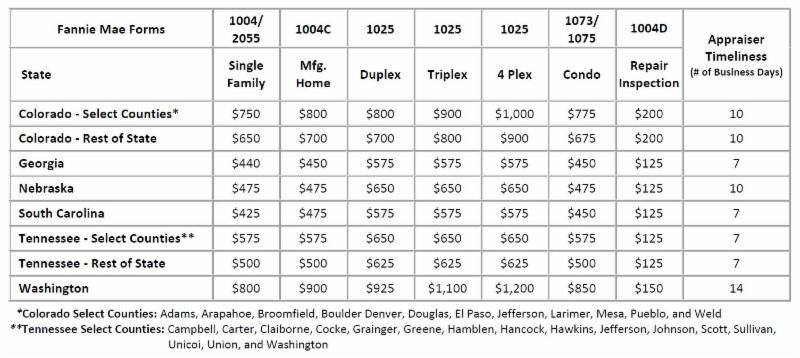 Fannie Mae Forms 1004/2055 1004C 1025 1025 1025 1073/1075 1004D Appraiser Timeliness (# of Business Days)
State Single Family Mfg. Home Duplex Triplex 4 Plex Condo Repair Inspection
Colorado - Select Counties* $750 $800 $800 $900 $1,000 $775 $200 10
Colorado - Rest of State $650 $700 $700 $800 $900 $675 $200 10
Georgia $440 $450 $575 $575 $575 $450 $125 7
Nebraska $475 $475 $650 $650 $650 $475 $125 10
South Carolina $425 $475 $575 $575 $575 $450 $125 7
Tennessee - Select Counties** $575 $575 $650 $650 $650 $575 $125 7
Tennessee - Rest of State $500 $500 $625 $625 $625 $500 $125 7
Washington $800 $900 $925 $1,100 $1,200 $850 $150 14
*Colorado Select Counties: Adams, Arapahoe, Broomfield, Boulder Denver, Douglas, El Paso, Jefferson, Larimer, Mesa, Pueblo, and Weld
**Tennessee Select Counties: Campbell, Carter, Claiborne, Cocke, Grainger, Greene, Hamblen, Hancock, Hawkins, Jefferson, Johnson, Scott, Sullivan,
Unicoi, Union, and Washington